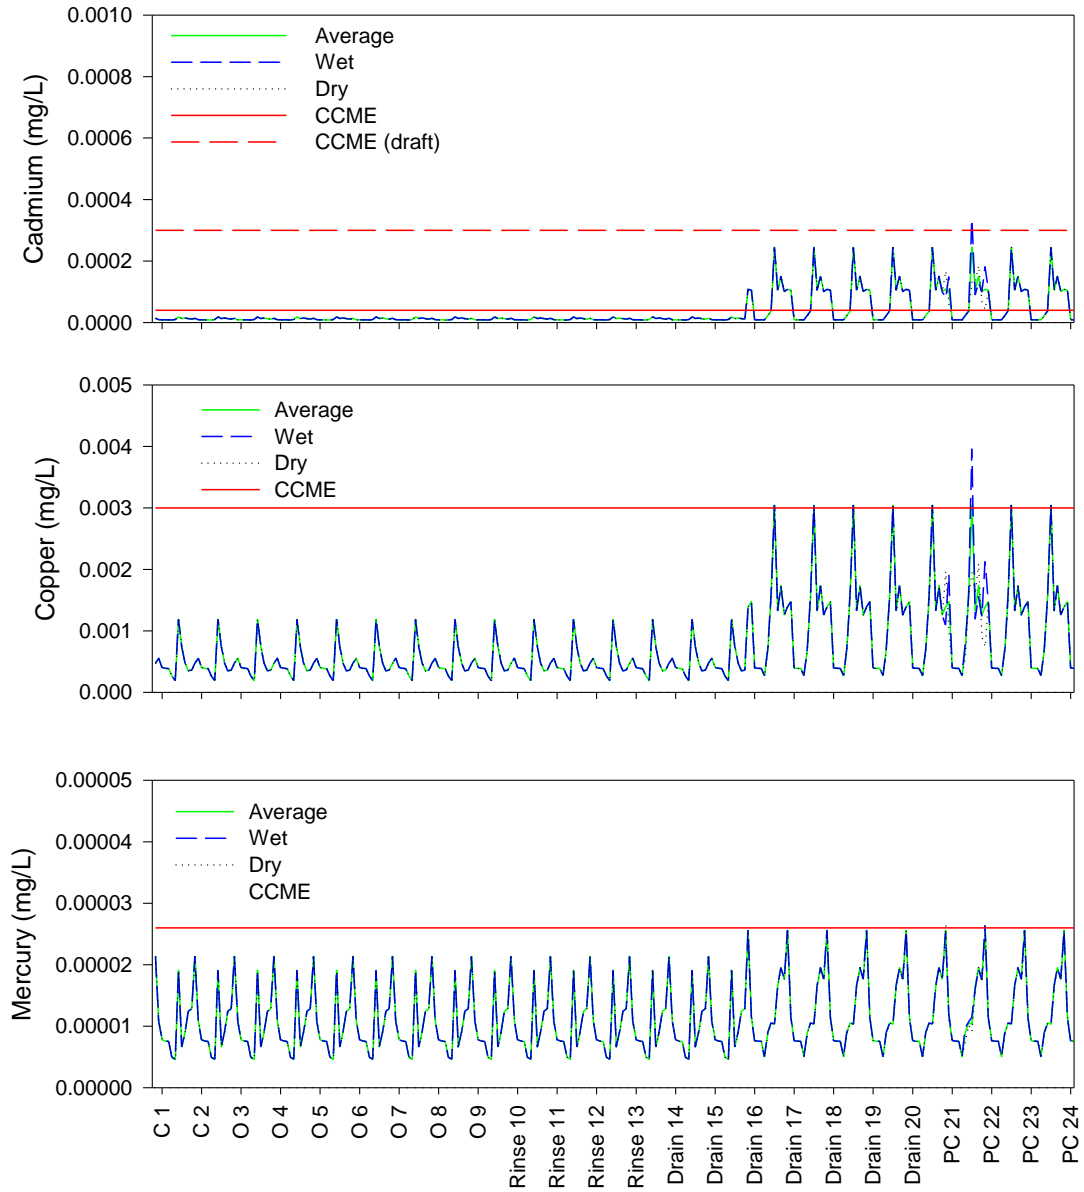 Cadmium (mg/L)
0.0010
0.0008
0.0006
0.0004
0.0002
0.0000
Average
Wet
Dry
CCME
CCME (draft)
Copper (mg/L)
0.005
0.004
0.003
0.002
0.001
0.000
Average
Wet
Dry
CCME
Mercury (mg/L)
0.00005
0.00004
0.00003
0.00002
0.00001
0.00000
Average
Wet
Dry
CCME
C 1
C 2
O 3
O 4
O 5
O 6
O 7
O 8
O 9
Rinse 10
Rinse 11
Rinse 12
Rinse 13
Drain 14
Drain 15
Drain 16
Drain 17
Drain 18
Drain 19
Drain 20
PC 21
PC 22
PC 23
PC 24